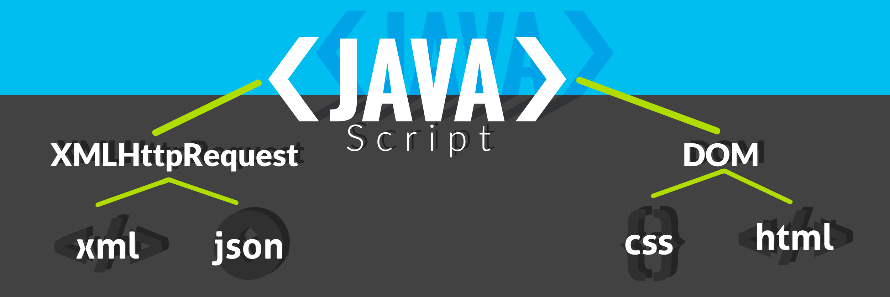 <JAVA>
Script
XMLHttpRequest
DOM
xml
json
css
html